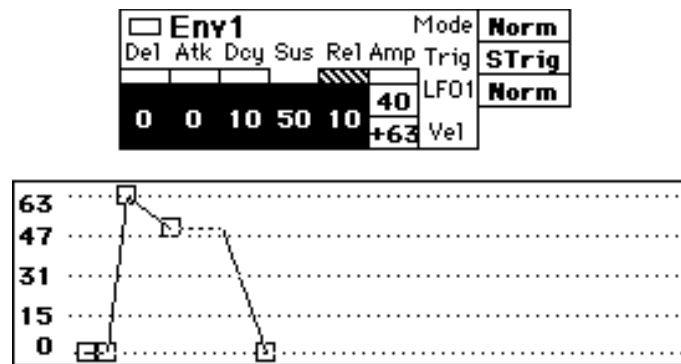 Env1 Mode Norm
Del Atk Dcy Sus Rel Amp Trig STrig
LFO1 Norm
0 0 10 50 10 40
+63 Vel
63
47
31
15
0